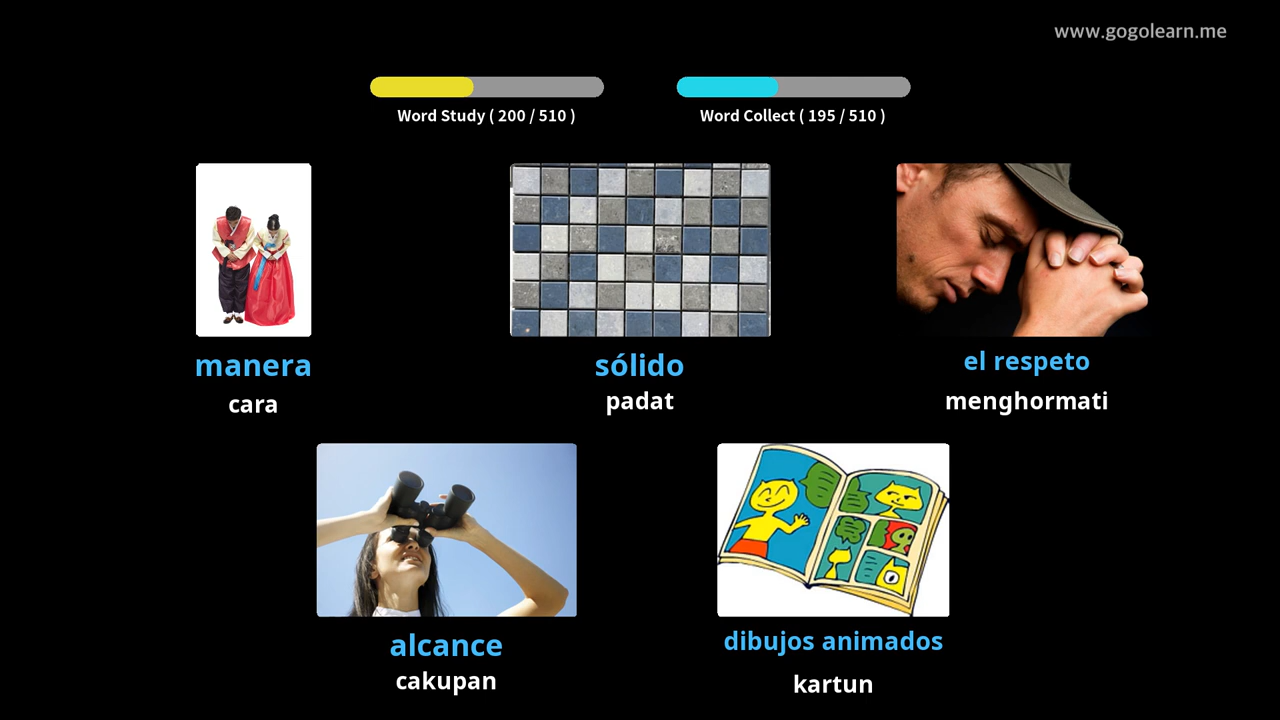 www.gogolearn.me
Word Study ( 200 / 510 )
Word Collect ( 195 / 510 )
manera
cara
sólido
padat
el respeto
menghormati
alcance
cakupan
dibujos animados
kartun